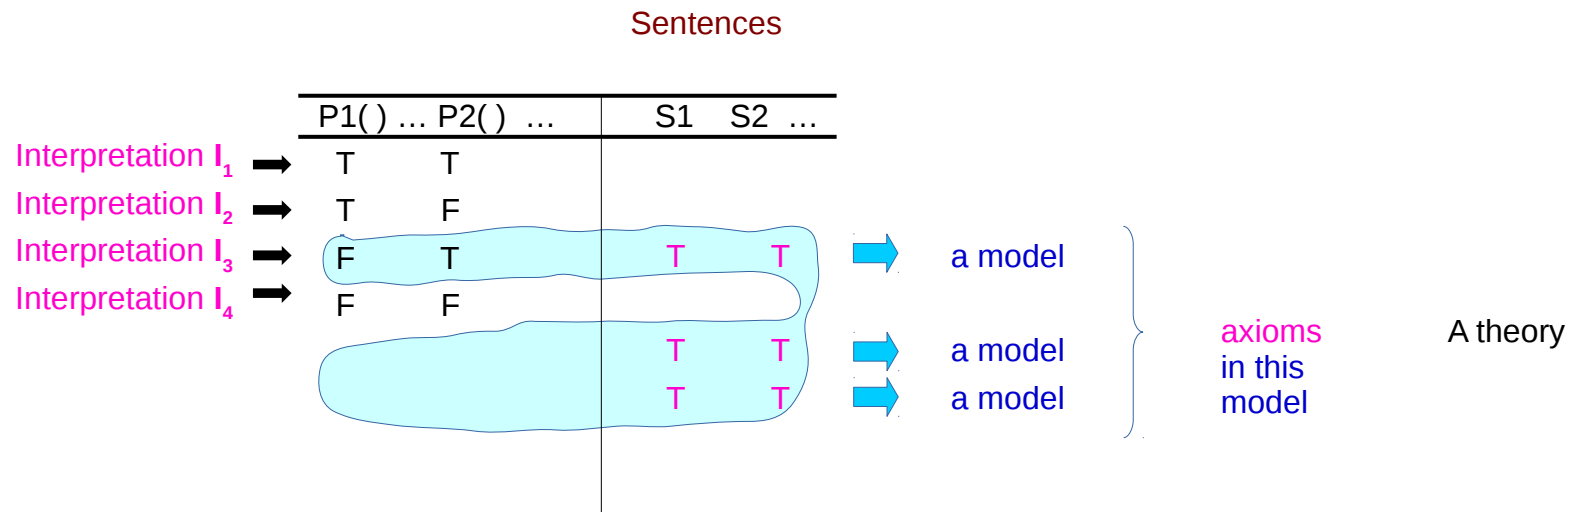 Sentences
P1( ) … P2( ) … S1 S2 …
Interpretation I1 T T
Interpretation I2 T F
Interpretation I3 F T T T a model
Interpretation I4 F F
T T a model
T T a model
axioms
in this
model
A theory